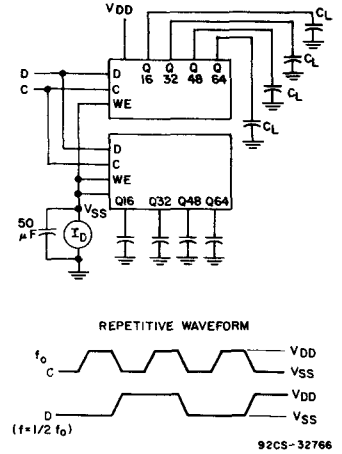 VDD
CL
CL
CL
CL
D
C
D
C
WE
Q 16
Q 32
Q 48
Q 64
D
C
WE
Q16 Q32 Q48 Q64
VSS
50 μF
ID
REPETITIVE WAVEFORM
fo
C
VDD
VSS
D
(f=1/2 fo)
VDD
VSS
92CS-32766